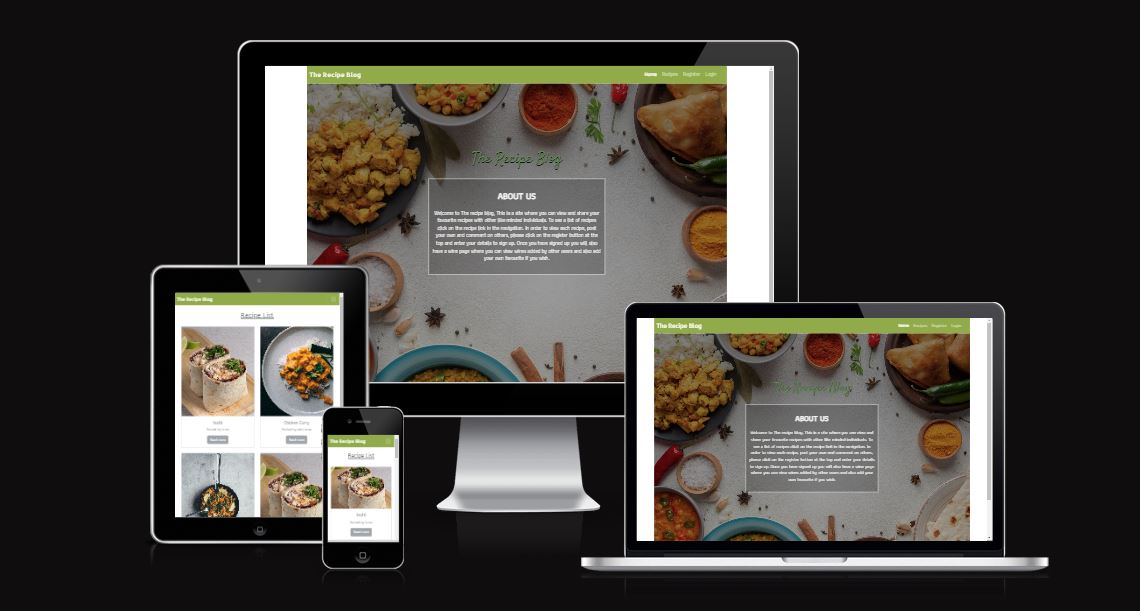 The Recipe Blog
Home Recipes Register Login
The Recipe Blog
ABOUT US
Welcome to The recipe blog, This is a site where you can view and share your
favourite recipes with other like minded individuals. To see a list of recipes
click on the recipe link in the navigation. In order to view each recipe, post
your own and comment on others, please click on the register button at the
top and enter your details to sign up. Once you have signed up you will also
have a wine page where you can view wines added by other users and also add
your own favourite if you wish.
The Recipe Blog
Recipe List
Chicken Curry
Read more
Read more
The Recipe Blog
Recipe List
Read more
The Recipe Blog
Home Recipes Register Login
The Recipe Blog
ABOUT US
Welcome to The recipe blog, This is a site where you can view and
share your favourite recipes with other like minded individuals. To
see a list of recipes click on the recipe link in the navigation. In
order to view each recipe, post your own and comment on others,
please click on the register button at the top and enter your details
to sign up. Once you have signed up you will also have a wine page
where you can view wines added by other users and also add your
own favourite if you wish.